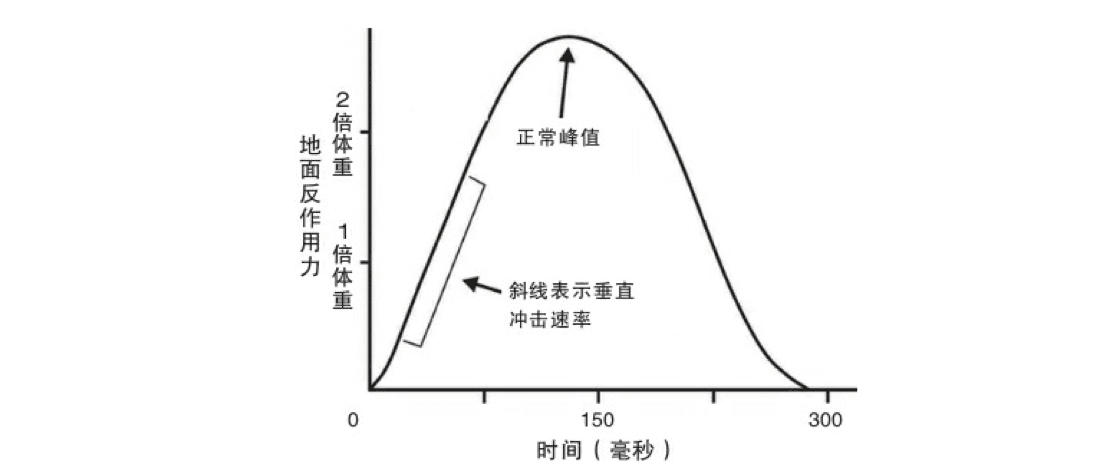 地面反作用力
2倍体重
1倍体重
正常峰值
斜线表示垂直
冲击速率
0
150
300
时间（毫秒）